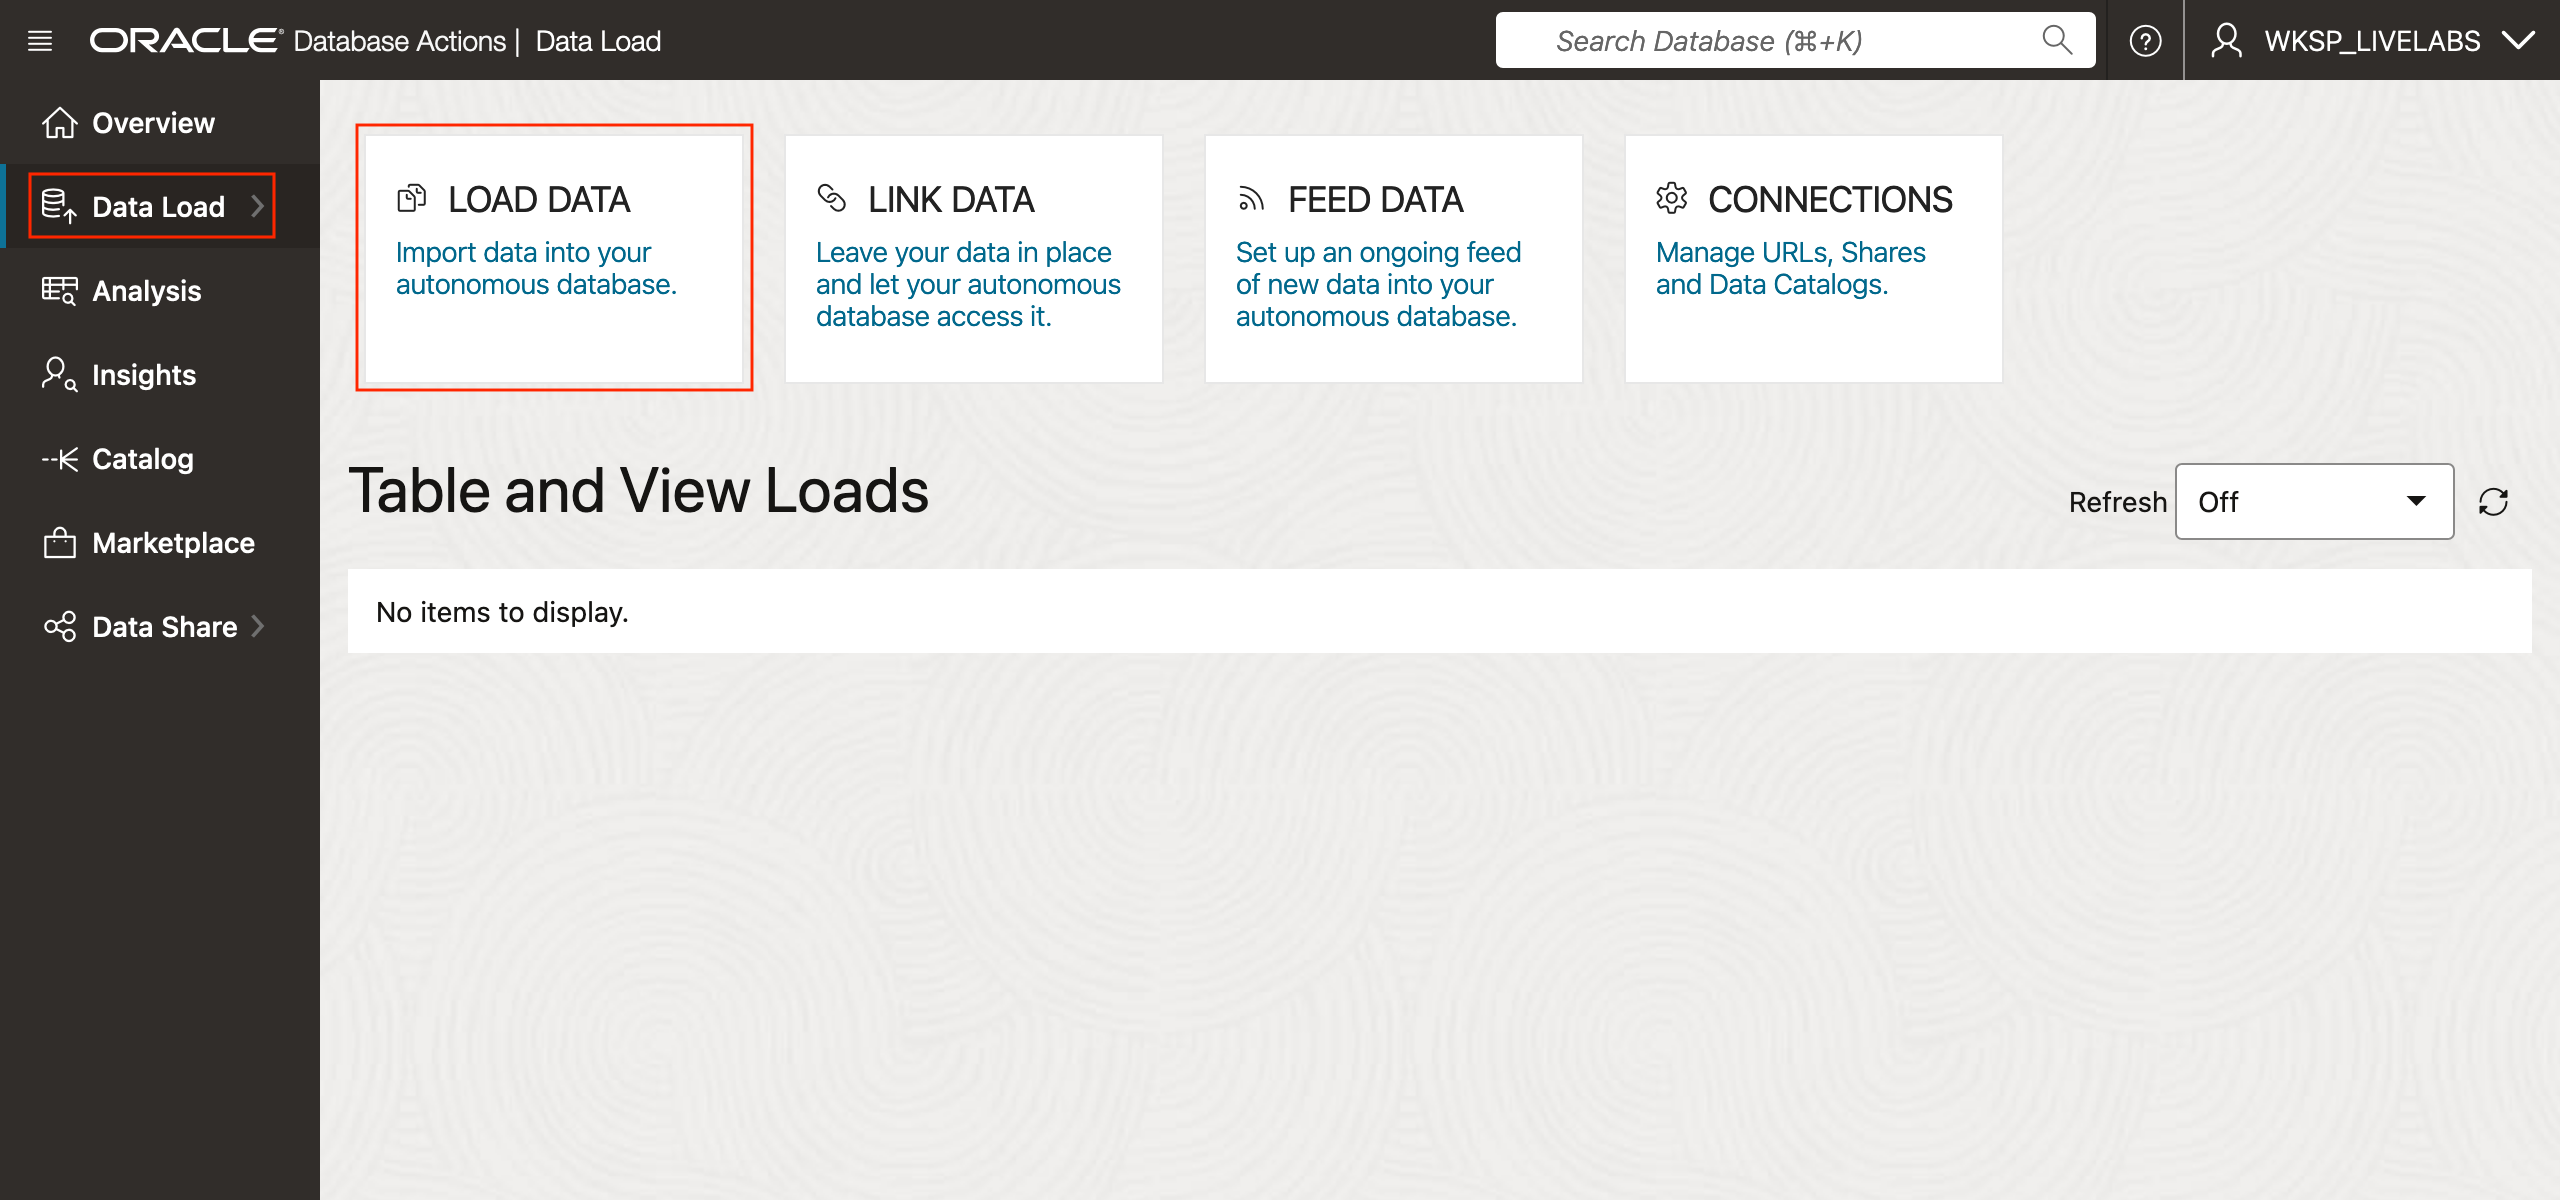 ORACLE® Database Actions | Data Load
Search Database (⌘+K)
WKSP_LIVELABS
Overview
Data Load
Analysis
Insights
Catalog
Marketplace
Data Share
LOAD DATA
Import data into your
autonomous database.
LINK DATA
Leave your data in place
and let your autonomous
database access it.
FEED DATA
Set up an ongoing feed
of new data into your
autonomous database.
CONNECTIONS
Manage URLs, Shares
and Data Catalogs.
Table and View Loads
Refresh Off
No items to display.